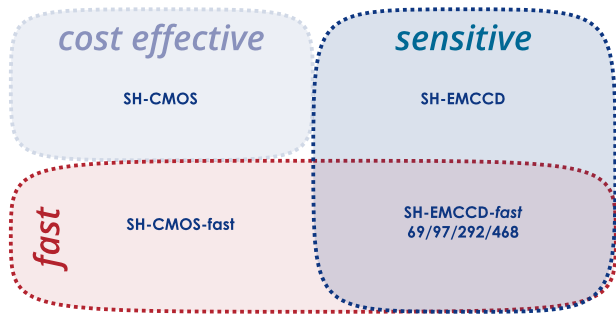 cost effective
sensitive
SH-CMOS
SH-EMCCD
fast
SH-CMOS-fast
SH-EMCCD-fast
69/97/292/468